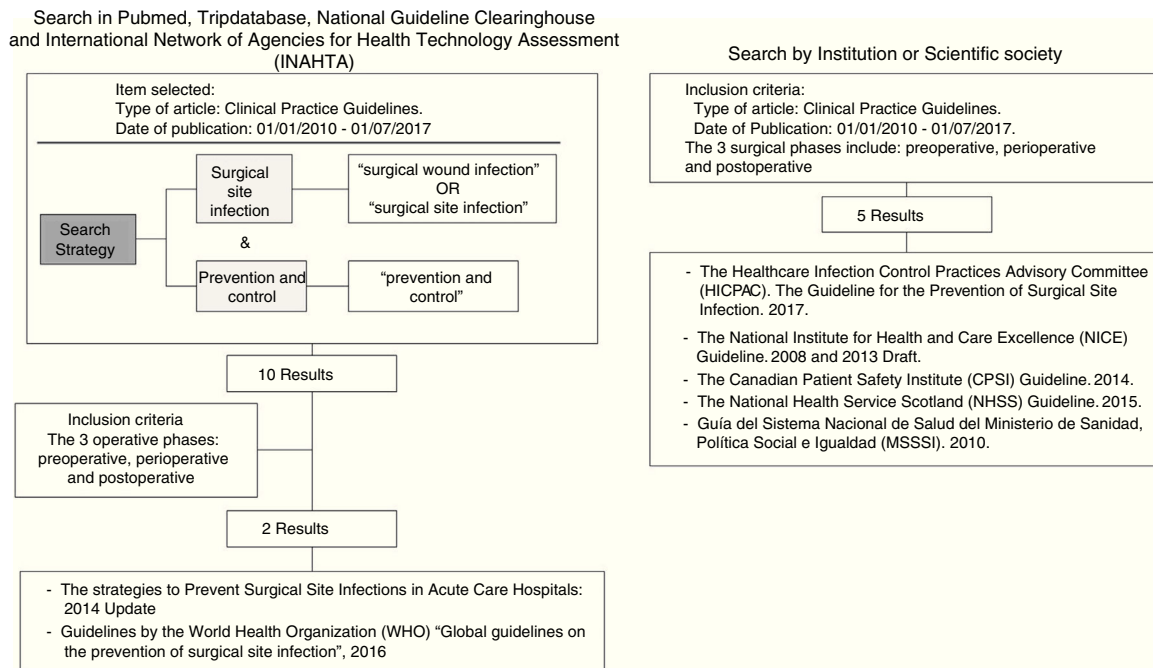 Search in Pubmed, Tripdatabase, National Guideline Clearinghouse
and International Network of Agencies for Health Technology Assessment
(INAHTA)
Item selected:
Type of article: Clinical Practice Guidelines.
Date of publication: 01/01/2010 - 01/07/2017
Surgical
site
infection
“surgical wound infection”
OR
“surgical site infection”
Search
Strategy
&
Prevention and
control
“prevention and
control”
10 Results
Inclusion criteria
The 3 operative phases:
preoperative, perioperative
and postoperative
2 Results
- The strategies to Prevent Surgical Site Infections in Acute Care Hospitals:
2014 Update
- Guidelines by the World Health Organization (WHO) “Global guidelines on
the prevention of surgical site infection”, 2016
Search by Institution or Scientific society
Inclusion criteria:
Type of article: Clinical Practice Guidelines.
Date of Publication: 01/01/2010 - 01/07/2017.
The 3 surgical phases include: preoperative, perioperative
and postoperative
5 Results
- The Healthcare Infection Control Practices Advisory Committee
(HICPAC). The Guideline for the Prevention of Surgical Site
Infection. 2017.
- The National Institute for Health and Care Excellence (NICE)
Guideline. 2008 and 2013 Draft.
- The Canadian Patient Safety Institute (CPSI) Guideline. 2014.
- The National Health Service Scotland (NHSS) Guideline. 2015.
- Guía del Sistema Nacional de Salud del Ministerio de Sanidad,
Política Social e Igualdad (MSSSI). 2010.